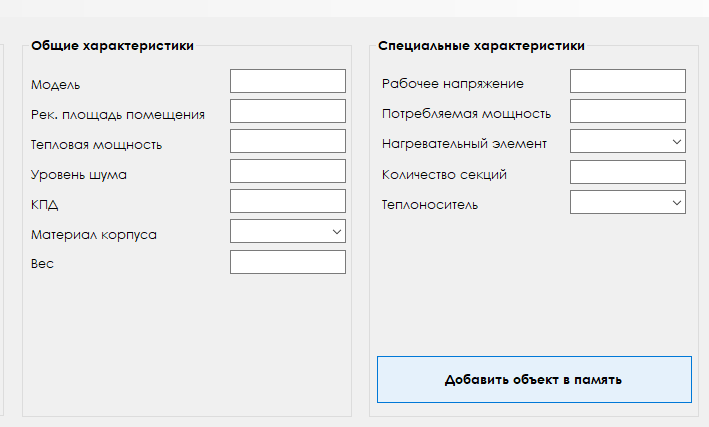 Общие характеристики
Модель
Рек. площадь помещения
Тепловая мощность
Уровень шума
КПД
Материал корпуса
Вес
Специальные характеристики
Рабочее напряжение
Потребляемая мощность
Нагревательный элемент
Количество секций
Теплоноситель
Добавить объект в память